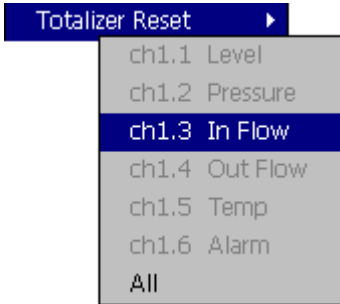 Totalizer Reset
ch1.1 Level
ch1.2 Pressure
ch1.3 In Flow
ch1.4 Out Flow
ch1.5 Temp
ch1.6 Alarm
All